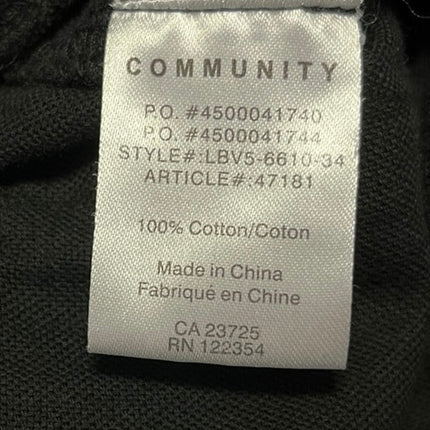 COMMUNITY
P.O. #4500041740
P.O. #4500041744
STYLE#:LBV5-6610-34
ARTICLE#:47181
100% Cotton/Coton
Made in China
Fabriqué en Chine
CA 23725
RN 122354